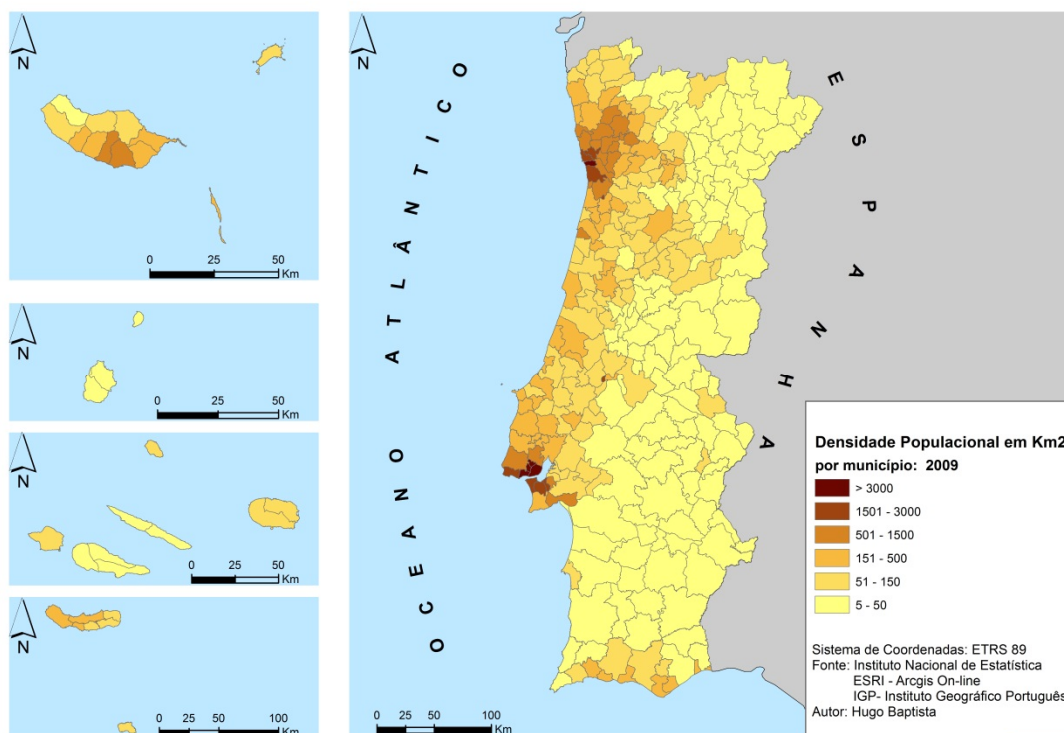 N
0 25 50
Km
N
0 25 50
Km
N
0 25 50
Km
N
0 25 50 100
Km
N
OCEANO ATLÂNTICO
ESPANHA
0 25 50 100
Km
Densidade Populacional em Km2
por município: 2009
> 3000
1501 - 3000
501 - 1500
151 - 500
51 - 150
5 - 50
Sistema de Coordenadas: ETRS 89
Fonte: Instituto Nacional de Estatística
ESRI - Arcgis On-line
IGP- Instituto Geográfico Português
Autor: Hugo Baptista